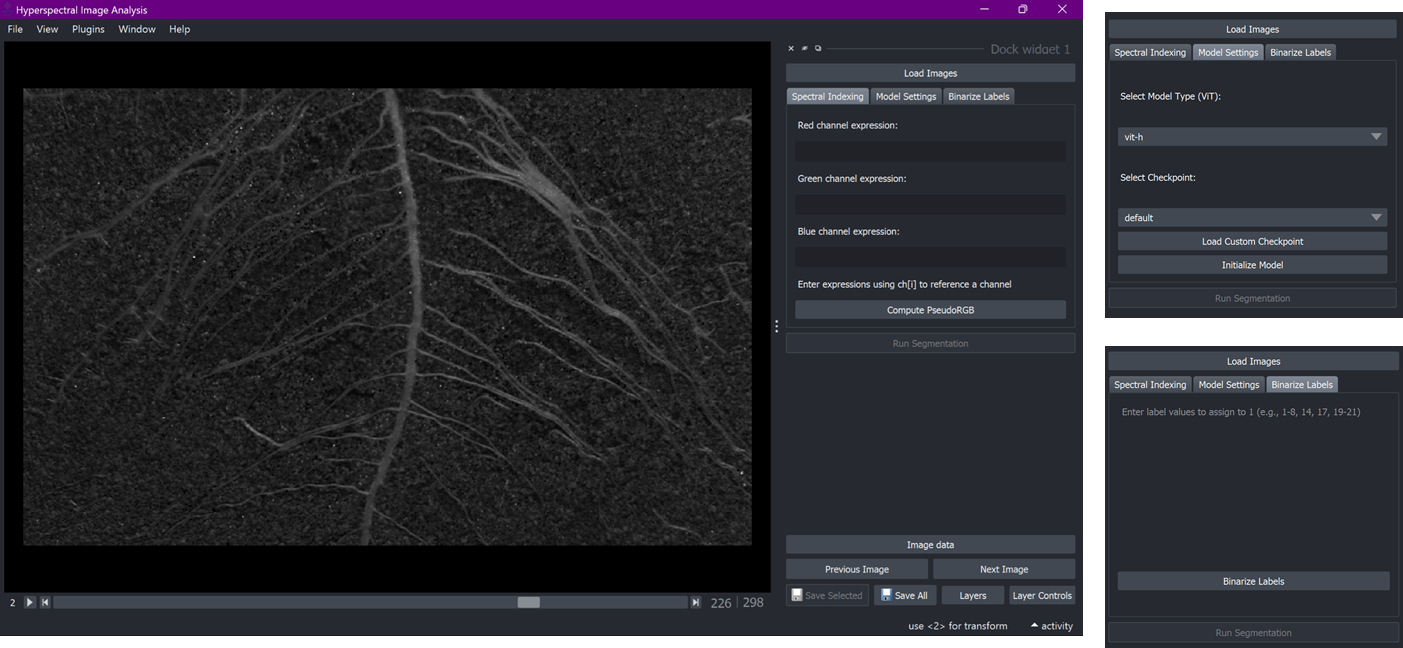 Hyperspectral Image Analysis
File View Plugins Window Help
Dock widget 1
Load Images
Spectral Indexing Model Settings Binarize Labels
Red channel expression:
Green channel expression:
Blue channel expression:
Enter expressions using ch[i] to reference a channel
Compute PseudoRGB
Run Segmentation
Image data
Previous Image Next Image
Save Selected Save All Layers Layer Controls
2 226 298
use <2> for transform activity
Load Images
Spectral Indexing Model Settings Binarize Labels
Select Model Type (ViT):
vit-h
Select Checkpoint:
default
Load Custom Checkpoint
Initialize Model
Run Segmentation
Load Images
Spectral Indexing Model Settings Binarize Labels
Enter label values to assign to 1 (e.g., 1-8, 14, 17, 19-21)
Binarize Labels
Run Segmentation